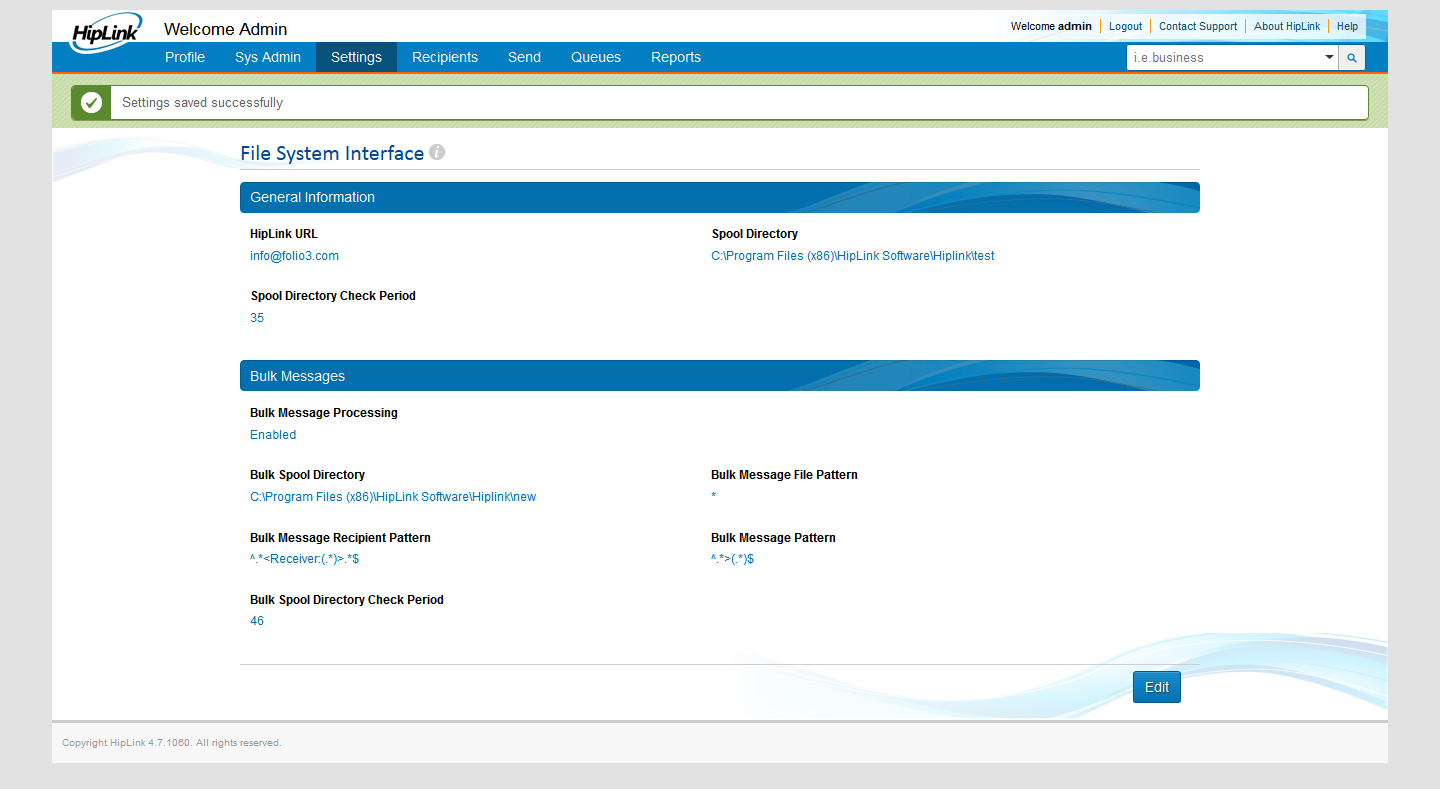 HipLink
Welcome Admin
Welcome admin Logout Contact Support About HipLink Help
Profile Sys Admin Settings Recipients Send Queues Reports
i.e.business
Settings saved successfully
File System Interface i
General Information
HipLink URL Spool Directory
info@folio3.com C:\Program Files (x86)\HipLink Software\Hiplink\test
Spool Directory Check Period
35
Bulk Messages
Bulk Message Processing
Enabled
Bulk Spool Directory Bulk Message File Pattern
C:\Program Files (x86)\HipLink Software\Hiplink\new *
Bulk Message Recipient Pattern Bulk Message Pattern
^.*<Receiver:(.*)>.*$ ^.*>(.*)$
Bulk Spool Directory Check Period
46
Edit
Copyright HipLink 4.7.1060. All rights reserved.